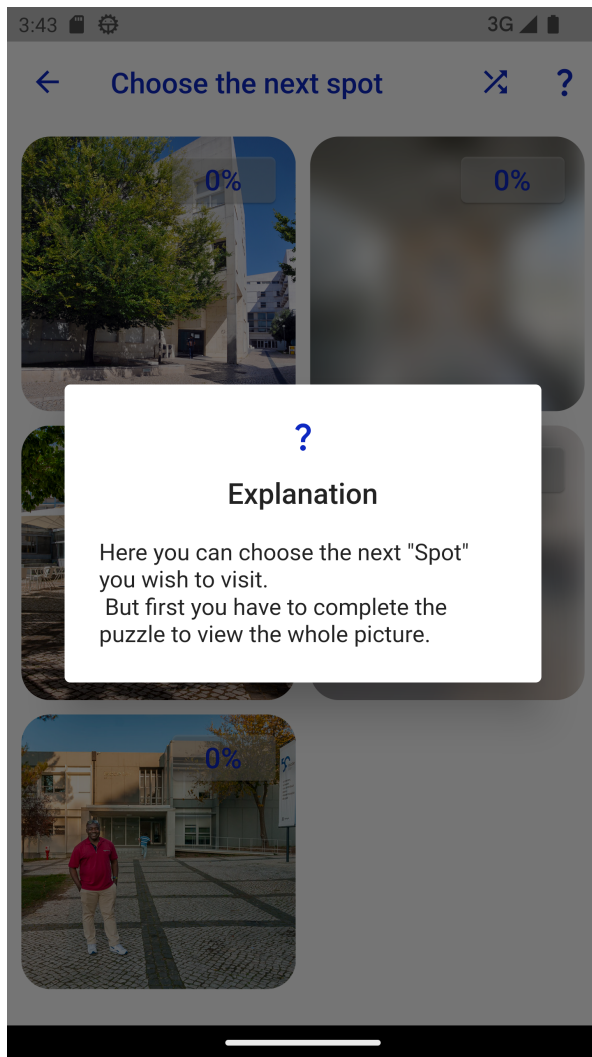 3:43 3G
Choose the next spot ?
0% 0%
?
Explanation
Here you can choose the next "Spot"
you wish to visit.
But first you have to complete the
puzzle to view the whole picture.
0%